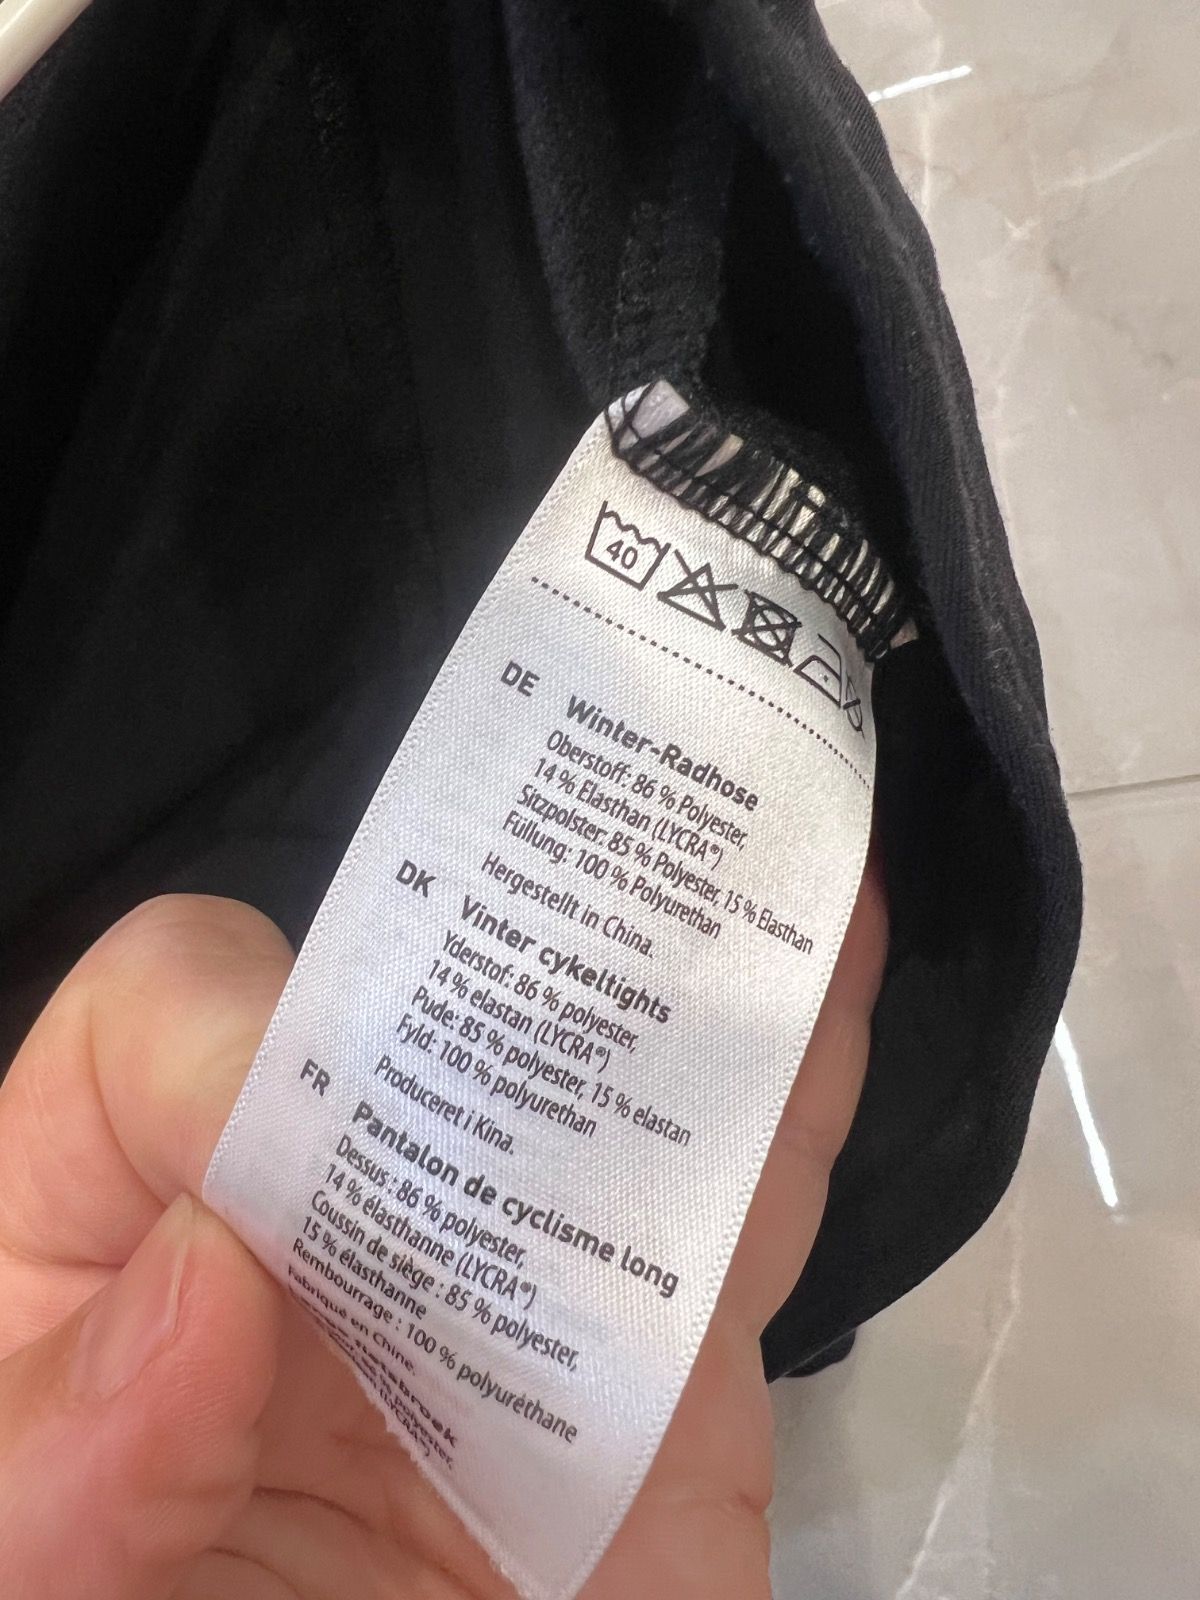 40
DE Winter-Radhose
Oberstoff: 86 % Polyester,
14 % Elasthan (LYCRA®)
Sitzpolster: 85 % Polyester, 15 % Elasthan
Füllung: 100 % Polyurethan
Hergestellt in China.
DK Vinter cykeltights
Yderstof: 86 % polyester,
14 % elastan (LYCRA®)
Pude: 85 % polyester, 15 % elastan
Fyld: 100 % polyurethan
Produceret i Kina.
FR Pantalon de cyclisme long
Dessus : 86 % polyester,
14 % élasthanne (LYCRA®)
Coussin de siège : 85 % polyester,
15 % élasthanne
Rembourrage : 100 % polyuréthane
Fabriqué en Chine.
polyester,
(LYCRA®)